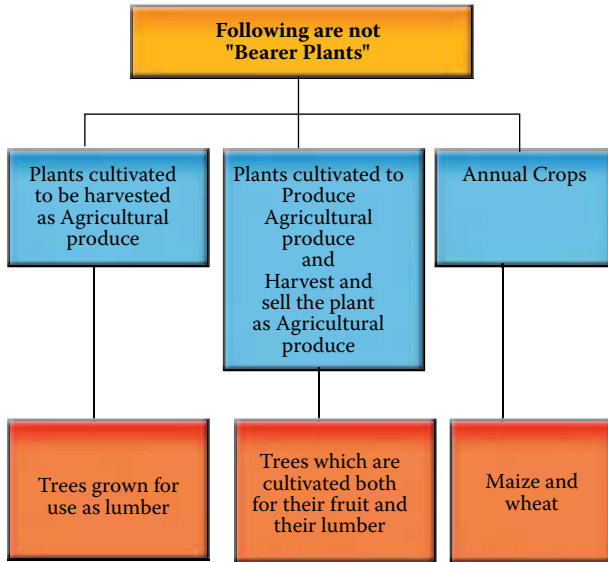 Following are not
"Bearer Plants"
Plants cultivated
to be harvested
as Agricultural
produce
Plants cultivated to
Produce
Agricultural
produce
and
Harvest and
sell the plant
as Agricultural
produce
Annual Crops
Trees grown for
use as lumber
Trees which are
cultivated both
for their fruit and
their lumber
Maize and
wheat